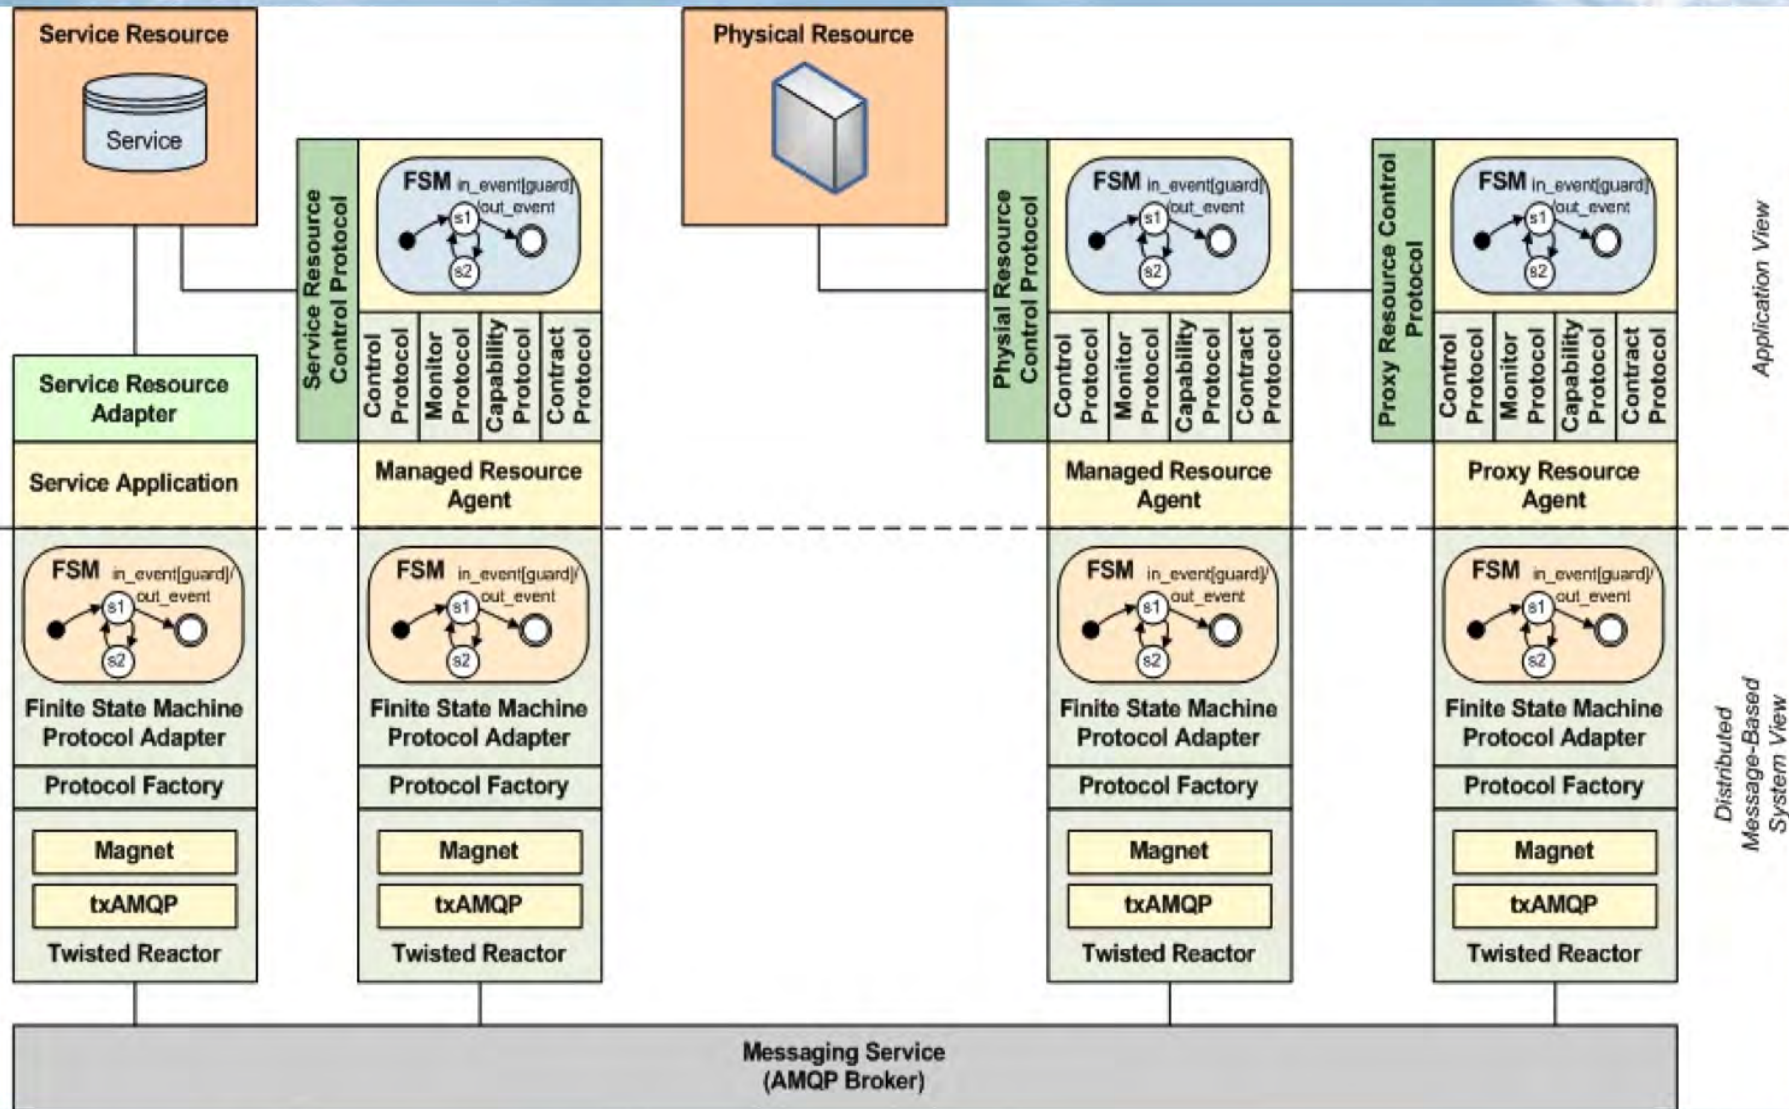 Service Resource
Service
Physical Resource
Service Resource
Control Protocol
FSM in_event[guard]
/out_event
s1
s2
Control
Protocol
Monitor
Protocol
Capability
Protocol
Contract
Protocol
Managed Resource
Agent
Physial Resource
Control Protocol
FSM in_event[guard]
/out_event
s1
s2
Control
Protocol
Monitor
Protocol
Capability
Protocol
Contract
Protocol
Managed Resource
Agent
Proxy Resource Control
Protocol
FSM in_event[guard]
/out_event
s1
s2
Control
Protocol
Monitor
Protocol
Capability
Protocol
Contract
Protocol
Proxy Resource
Agent
Application View
Service Resource
Adapter
Service Application
FSM in_event[guard]/
out_event
s1
s2
Finite State Machine
Protocol Adapter
Protocol Factory
Magnet
txAMQP
Twisted Reactor
FSM in_event[guard]/
out_event
s1
s2
Finite State Machine
Protocol Adapter
Protocol Factory
Magnet
txAMQP
Twisted Reactor
FSM in_event[guard]/
out_event
s1
s2
Finite State Machine
Protocol Adapter
Protocol Factory
Magnet
txAMQP
Twisted Reactor
FSM in_event[guard]/
out_event
s1
s2
Finite State Machine
Protocol Adapter
Protocol Factory
Magnet
txAMQP
Twisted Reactor
Distributed
Message-Based
System View
Messaging Service
(AMQP Broker)